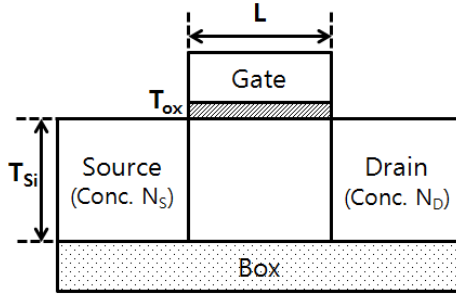 L
Gate
Tox
TSi
Source
(Conc. NS)
Drain
(Conc. ND)
Box